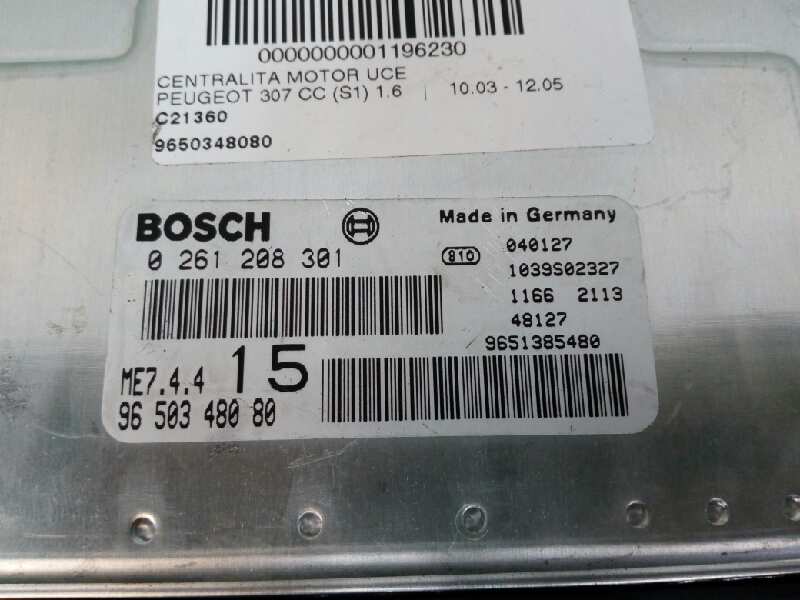 0000000001196230
CENTRALITA MOTOR UCE
PEUGEOT 307 CC (S1) 1.6 | 10.03 - 12.05
C21360
9650348080
BOSCH
Made in Germany
0 261 208 301
810
040127
1039S02327
1166 2113
48127
9651385480
ME7.4.4 15
96 503 480 80